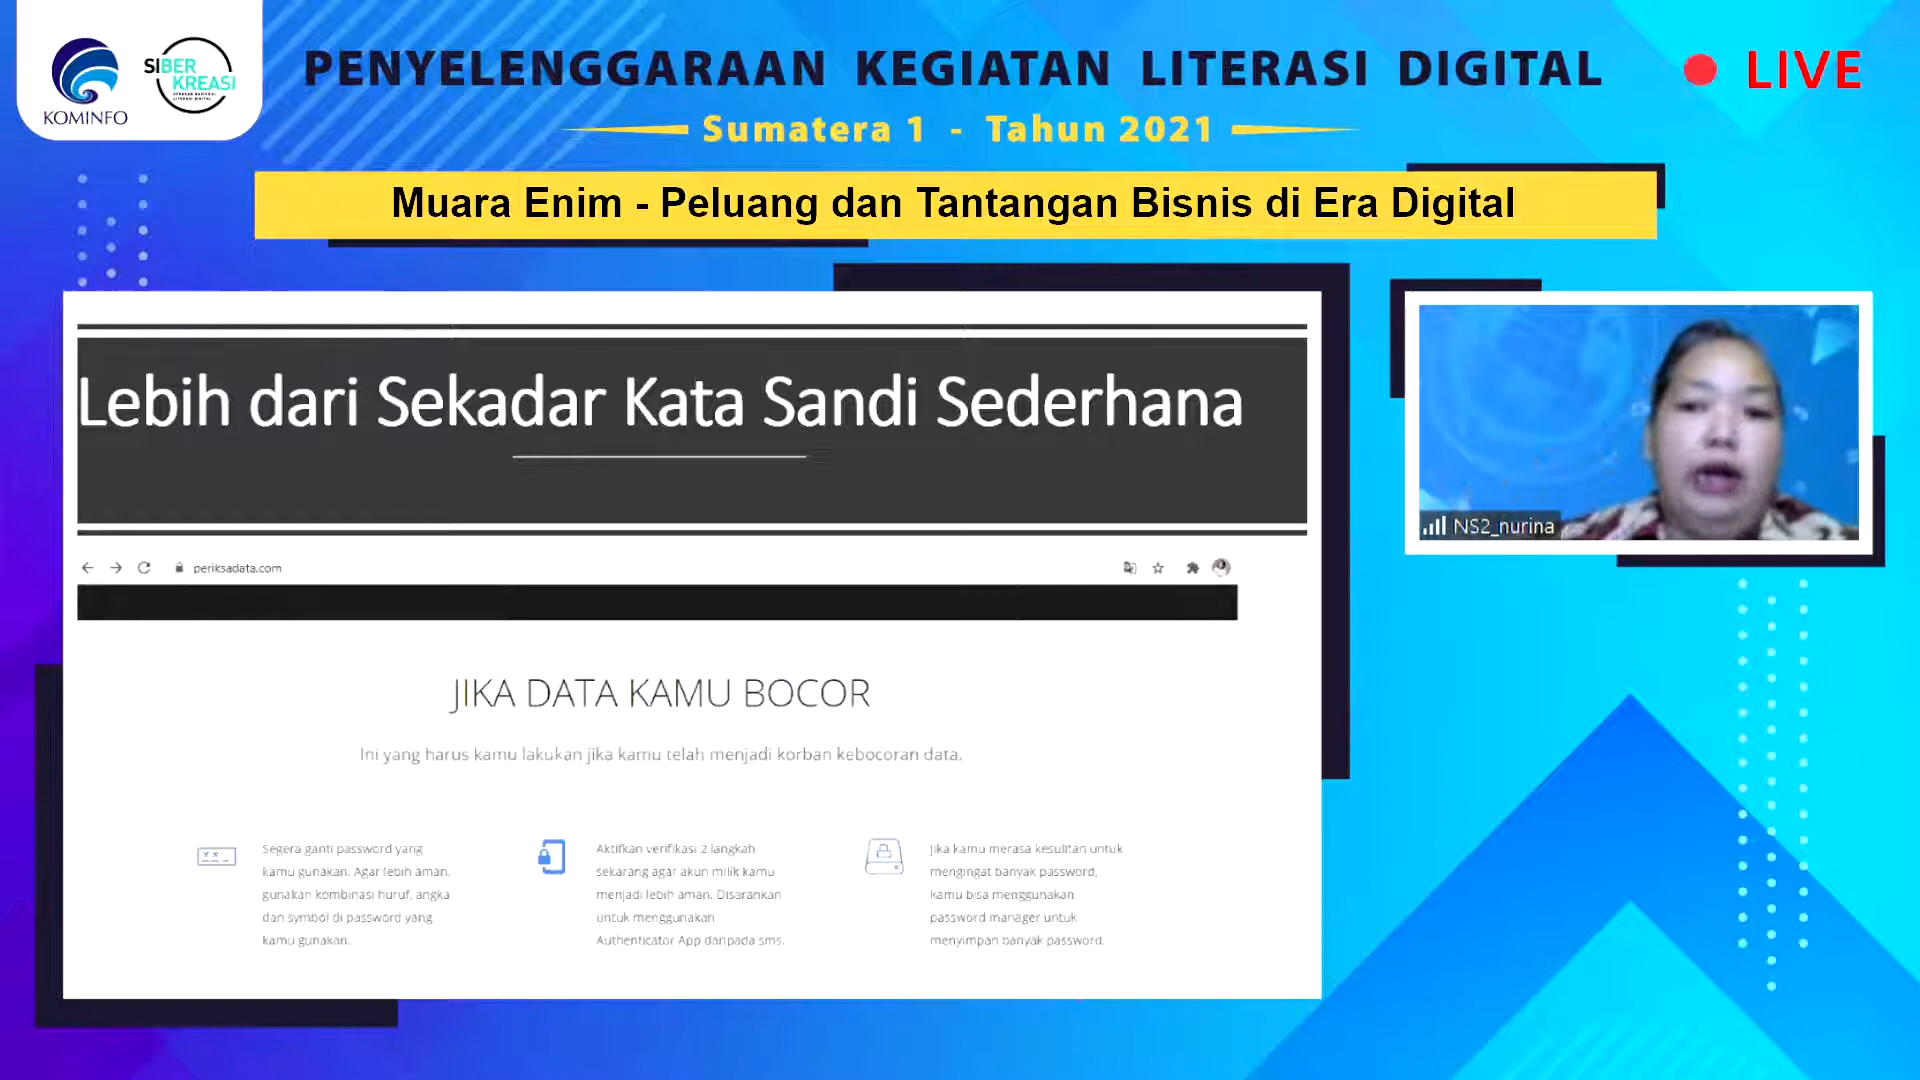 KOMINFO
SIBER
KREASI
PENYELENGGARAAN KEGIATAN LITERASI DIGITAL
LIVE
Sumatera 1 - Tahun 2021
Muara Enim - Peluang dan Tantangan Bisnis di Era Digital
Lebih dari Sekadar Kata Sandi Sederhana
NS2_nurina
periksadata.com
JIKA DATA KAMU BOCOR
Ini yang harus kamu lakukan jika kamu telah menjadi korban kebocoran data.
Segera ganti password yang
kamu gunakan. Agar lebih aman,
gunakan kombinasi huruf, angka
dan symbol di password yang
kamu gunakan.
Aktifkan verifikasi 2 langkah
sekarang agar akun milik kamu
menjadi lebih aman. Disarankan
untuk menggunakan
Authenticator App daripada sms.
Jika kamu merasa kesulitan untuk
mengingat banyak password,
kamu bisa menggunakan
password manager untuk
menyimpan banyak password.